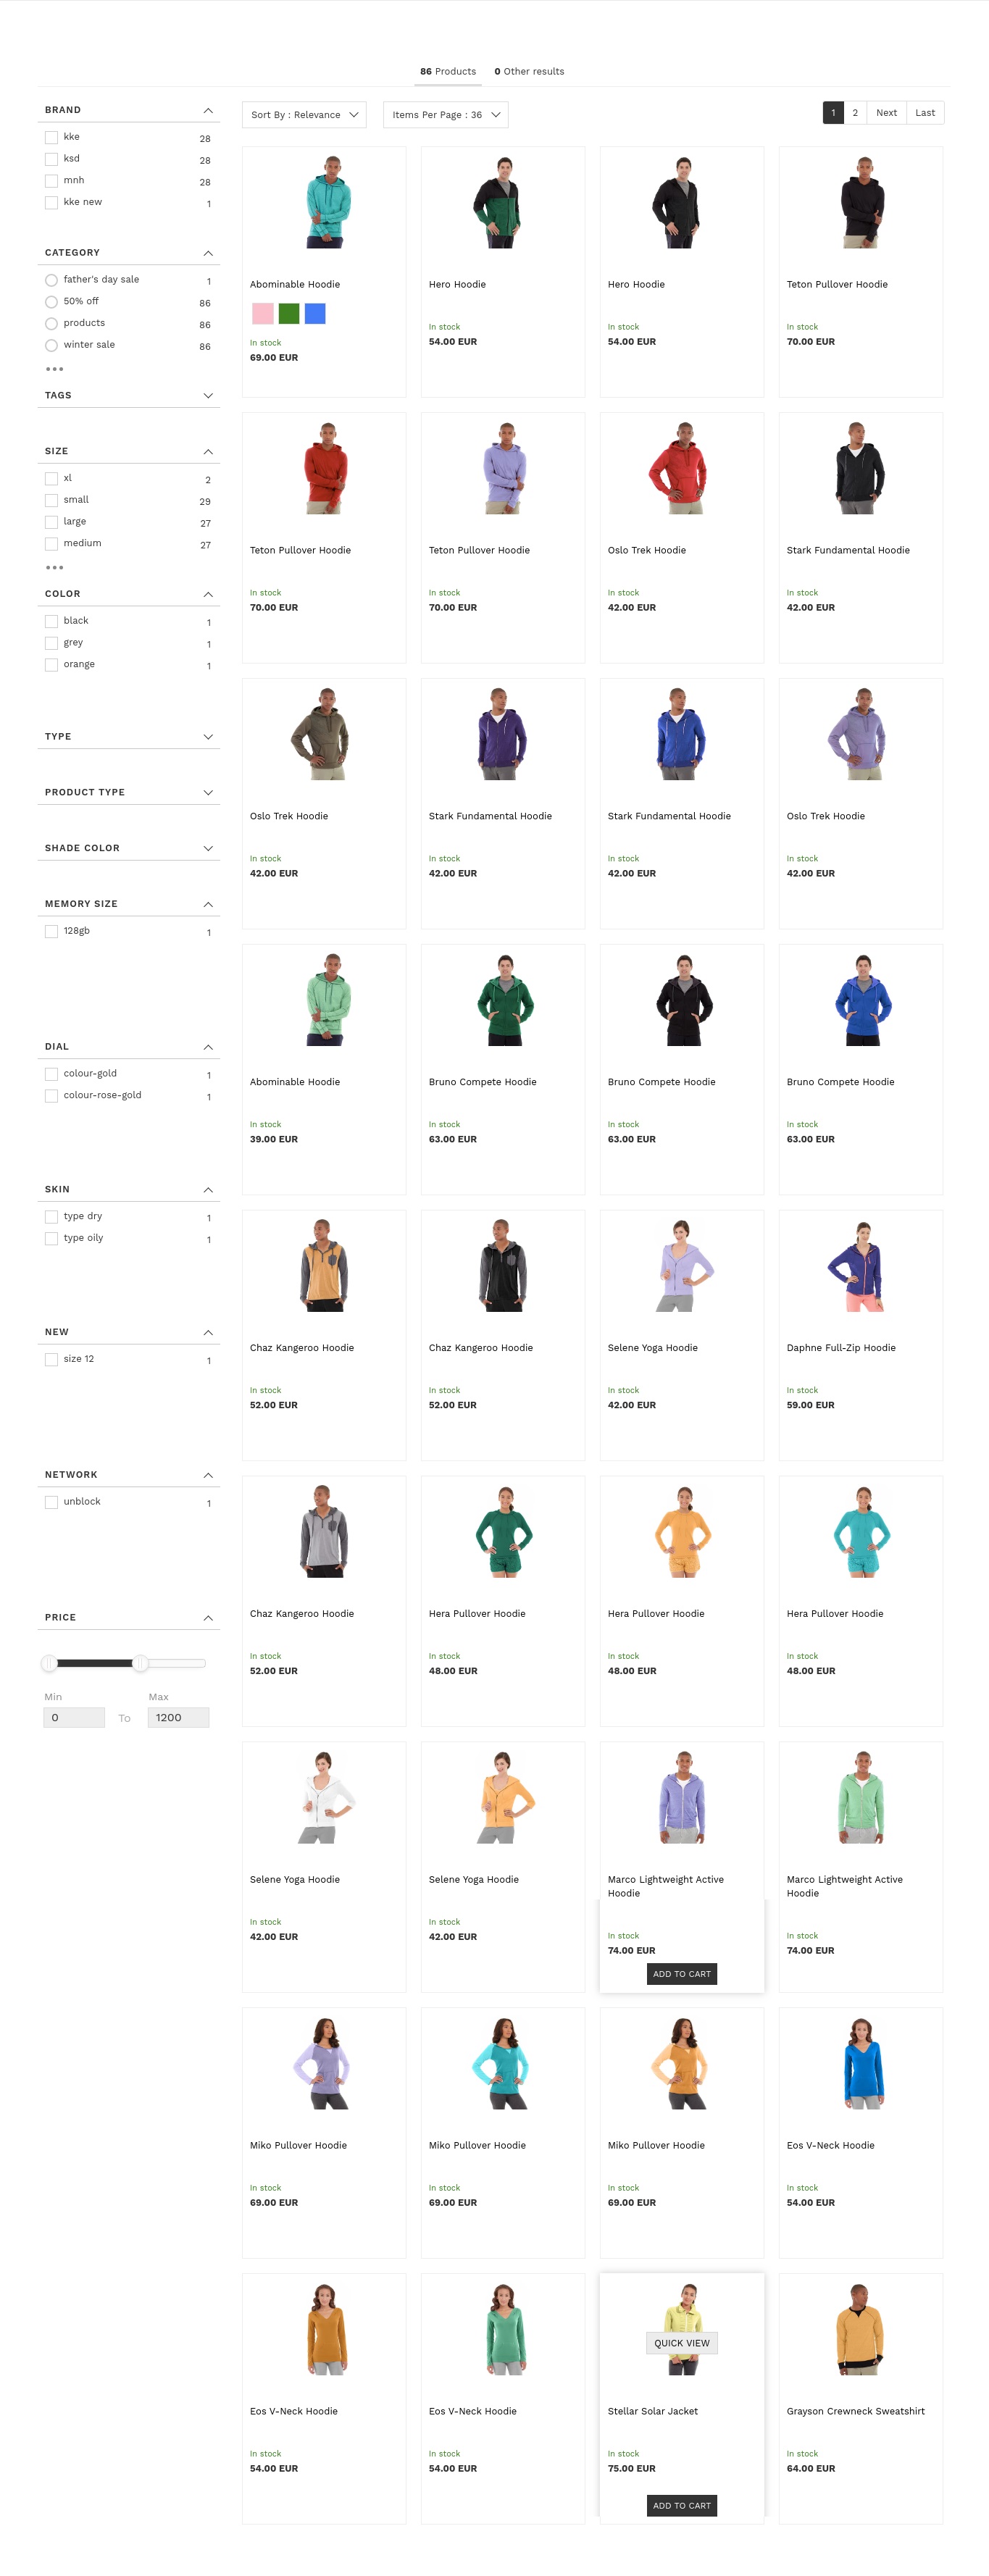 86 Products 0 Other results
BRAND
kke 28
ksd 28
mnh 28
kke new 1
CATEGORY
father's day sale 1
50% off 86
products 86
winter sale 86
TAGS
SIZE
xl 2
small 29
large 27
medium 27
COLOR
black 1
grey 1
orange 1
TYPE
PRODUCT TYPE
SHADE COLOR
MEMORY SIZE
128gb 1
DIAL
colour-gold 1
colour-rose-gold 1
SKIN
type dry 1
type oily 1
NEW
size 12 1
NETWORK
unblock 1
PRICE
Min Max
0 To 1200
Sort By : Relevance Items Per Page : 36 1 2 Next Last
Abominable Hoodie
In stock
69.00 EUR
Hero Hoodie
In stock
54.00 EUR
Hero Hoodie
In stock
54.00 EUR
Teton Pullover Hoodie
In stock
70.00 EUR
Teton Pullover Hoodie
In stock
70.00 EUR
Teton Pullover Hoodie
In stock
70.00 EUR
Oslo Trek Hoodie
In stock
42.00 EUR
Stark Fundamental Hoodie
In stock
42.00 EUR
Oslo Trek Hoodie
In stock
42.00 EUR
Stark Fundamental Hoodie
In stock
42.00 EUR
Stark Fundamental Hoodie
In stock
42.00 EUR
Oslo Trek Hoodie
In stock
42.00 EUR
Abominable Hoodie
In stock
39.00 EUR
Bruno Compete Hoodie
In stock
63.00 EUR
Bruno Compete Hoodie
In stock
63.00 EUR
Bruno Compete Hoodie
In stock
63.00 EUR
Chaz Kangeroo Hoodie
In stock
52.00 EUR
Chaz Kangeroo Hoodie
In stock
52.00 EUR
Selene Yoga Hoodie
In stock
42.00 EUR
Daphne Full-Zip Hoodie
In stock
59.00 EUR
Chaz Kangeroo Hoodie
In stock
52.00 EUR
Hera Pullover Hoodie
In stock
48.00 EUR
Hera Pullover Hoodie
In stock
48.00 EUR
Hera Pullover Hoodie
In stock
48.00 EUR
Selene Yoga Hoodie
In stock
42.00 EUR
Selene Yoga Hoodie
In stock
42.00 EUR
Marco Lightweight Active
Hoodie
In stock
74.00 EUR
ADD TO CART
Marco Lightweight Active
Hoodie
In stock
74.00 EUR
Miko Pullover Hoodie
In stock
69.00 EUR
Miko Pullover Hoodie
In stock
69.00 EUR
Miko Pullover Hoodie
In stock
69.00 EUR
Eos V-Neck Hoodie
In stock
54.00 EUR
Eos V-Neck Hoodie
In stock
54.00 EUR
Eos V-Neck Hoodie
In stock
54.00 EUR
QUICK VIEW
Stellar Solar Jacket
In stock
75.00 EUR
ADD TO CART
Grayson Crewneck Sweatshirt
In stock
64.00 EUR